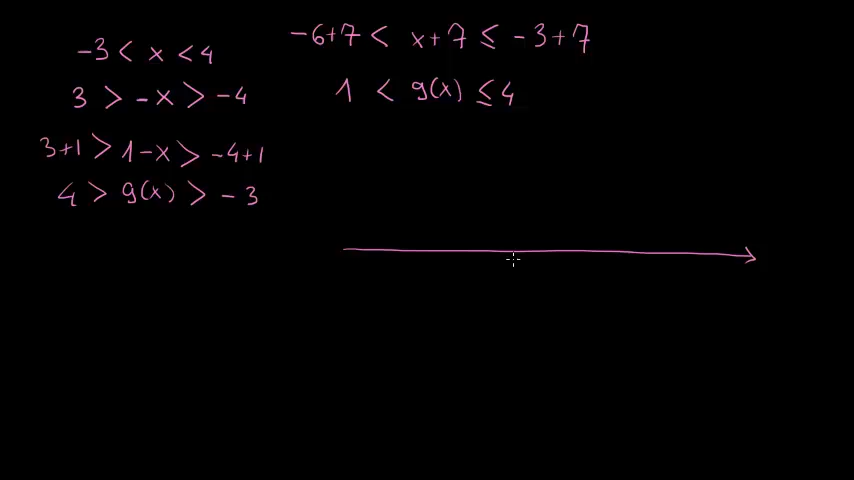 -3 < x < 4
3 > -x > -4
3+1 > 1-x > -4+1
4 > g(x) > -3
-6+7 < x+7 ≤ -3+7
1 < g(x) ≤ 4